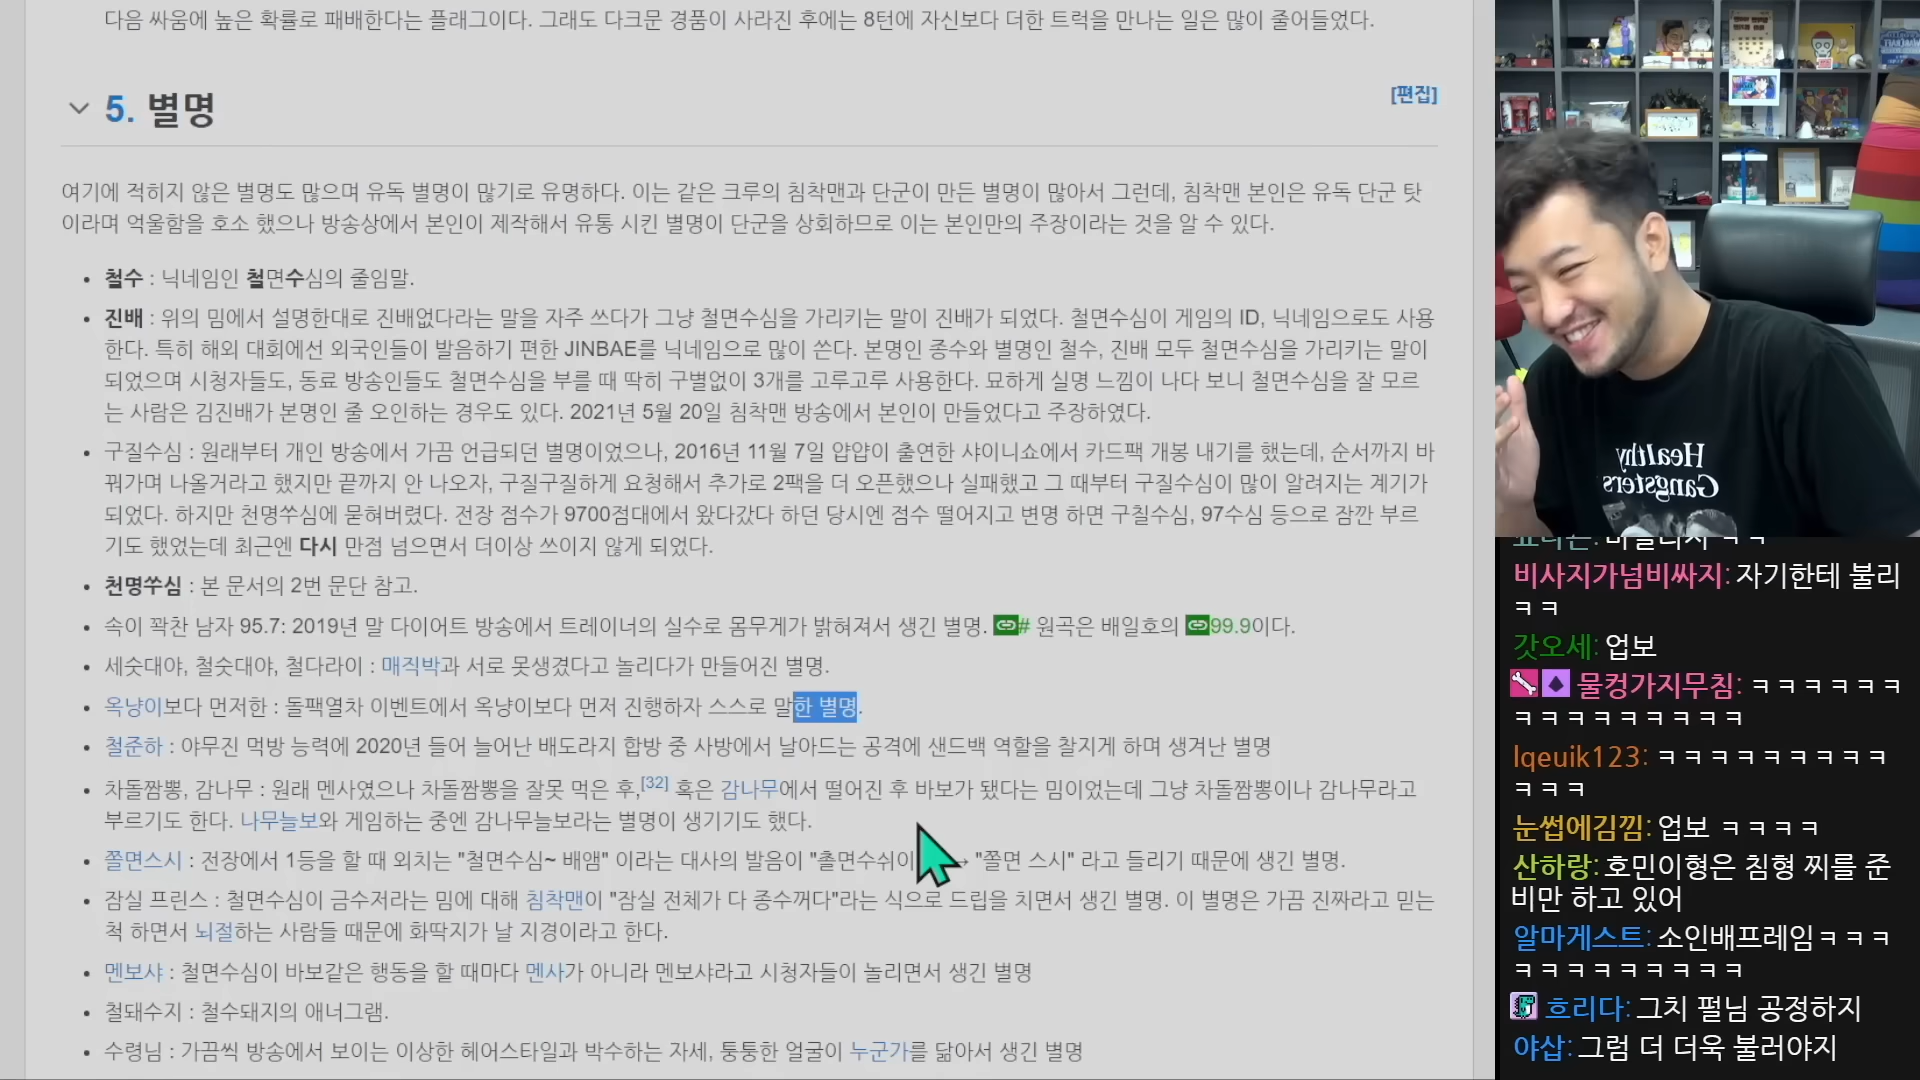 다음 싸움에 높은 확률로 패배한다는 플래그이다. 그래도 다크문 경품이 사라진 후에는 8턴에 자신보다 더한 트럭을 만나는 일은 많이 줄어들었다.
5. 별명
[편집]
여기에 적히지 않은 별명도 많으며 유독 별명이 많기로 유명하다. 이는 같은 크루의 침착맨과 단군이 만든 별명이 많아서 그런데, 침착맨 본인은 유독 단군 탓
이라며 억울함을 호소 했으나 방송상에서 본인이 제작해서 유통 시킨 별명이 단군을 상회하므로 이는 본인만의 주장이라는 것을 알 수 있다.
• 철수 : 닉네임인 철면수심의 줄임말.
• 진배 : 위의 밈에서 설명한대로 진배없다라는 말을 자주 쓰다가 그냥 철면수심을 가리키는 말이 진배가 되었다. 철면수심이 게임의 ID, 닉네임으로도 사용
한다. 특히 해외 대회에선 외국인들이 발음하기 편한 JINBAE를 닉네임으로 많이 쓴다. 본명인 종수와 별명인 철수, 진배 모두 철면수심을 가리키는 말이
되었으며 시청자들도, 동료 방송인들도 철면수심을 부를 때 딱히 구별없이 3개를 고루고루 사용한다. 묘하게 실명 느낌이 나다 보니 철면수심을 잘 모르
는 사람은 김진배가 본명인 줄 오인하는 경우도 있다. 2021년 5월 20일 침착맨 방송에서 본인이 만들었다고 주장하였다.
• 구질수심 : 원래부터 개인 방송에서 가끔 언급되던 별명이었으나, 2016년 11월 7일 얍얍이 출연한 샤이니쇼에서 카드팩 개봉 내기를 했는데, 순서까지 바
꿔가며 나올거라고 했지만 끝까지 안 나오자, 구질구질하게 요청해서 추가로 2팩을 더 오픈했으나 실패했고 그 때부터 구질수심이 많이 알려지는 계기가
되었다. 하지만 천명쑤심에 묻혀버렸다. 전장 점수가 9700점대에서 왔다갔다 하던 당시엔 점수 떨어지고 변명 하면 구칠수심, 97수심 등으로 잠깐 부르
기도 했었는데 최근엔 다시 만점 넘으면서 더이상 쓰이지 않게 되었다.
• 천명쑤심 : 본 문서의 2번 문단 참고.
• 속이 꽉찬 남자 95.7: 2019년 말 다이어트 방송에서 트레이너의 실수로 몸무게가 밝혀져서 생긴 별명. # 원곡은 배일호의 99.9이다.
• 세숫대야, 철숫대야, 철다라이 : 매직박과 서로 못생겼다고 놀리다가 만들어진 별명.
• 옥냥이보다 먼저한 : 돌팩열차 이벤트에서 옥냥이보다 먼저 진행하자 스스로 말한 별명.
• 철준하 : 야무진 먹방 능력에 2020년 들어 늘어난 배도라지 합방 중 사방에서 날아드는 공격에 샌드백 역할을 찰지게 하며 생겨난 별명
• 차돌짬뽕, 감나무 : 원래 멘사였으나 차돌짬뽕을 잘못 먹은 후,[32] 혹은 감나무에서 떨어진 후 바보가 됐다는 밈이었는데 그냥 차돌짬뽕이나 감나무라고
부르기도 한다. 나무늘보와 게임하는 중엔 감나무늘보라는 별명이 생기기도 했다.
• 쫄면스시 : 전장에서 1등을 할 때 외치는 "철면수심~ 배앰" 이라는 대사의 발음이 "촐면수쉬이 → "쫄면 스시" 라고 들리기 때문에 생긴 별명.
• 잠실 프린스 : 철면수심이 금수저라는 밈에 대해 침착맨이 "잠실 전체가 다 종수꺼다"라는 식으로 드립을 치면서 생긴 별명. 이 별명은 가끔 진짜라고 믿는
척 하면서 뇌절하는 사람들 때문에 화딱지가 날 지경이라고 한다.
• 멘보샤 : 철면수심이 바보같은 행동을 할 때마다 멘사가 아니라 멘보샤라고 시청자들이 놀리면서 생긴 별명
• 철돼수지 : 철수돼지의 애너그램.
• 수령님 : 가끔씩 방송에서 보이는 이상한 헤어스타일과 박수하는 자세, 퉁퉁한 얼굴이 누군가를 닮아서 생긴 별명
Healthy
Gangsters
비사지가넘비싸지: 자기한테 불리
ㅋㅋ
갓오세: 업보
물컹가지무침: ㅋㅋㅋㅋㅋㅋ
ㅋㅋㅋㅋㅋㅋㅋㅋㅋ
lqeuik123: ㅋㅋㅋㅋㅋㅋㅋㅋㅋ
ㅋㅋㅋ
눈썹에김낌: 업보 ㅋㅋㅋㅋ
산하랑: 호민이형은 침형 찌를 준
비만 하고 있어
알마게스트: 소인배프레임ㅋㅋㅋ
ㅋㅋㅋㅋㅋㅋㅋㅋㅋ
흐리다: 그치 펄님 공정하지
야삽: 그럼 더 더욱 불러야지